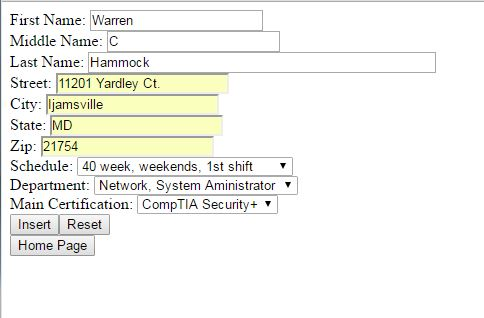 First Name: Warren
Middle Name: C
Last Name: Hammock
Street: 11201 Yardley Ct.
City: Ijamsville
State: MD
Zip: 21754
Schedule: 40 week, weekends, 1st shift
Department: Network, System Aministrator
Main Certification: CompTIA Security+
Insert Reset
Home Page